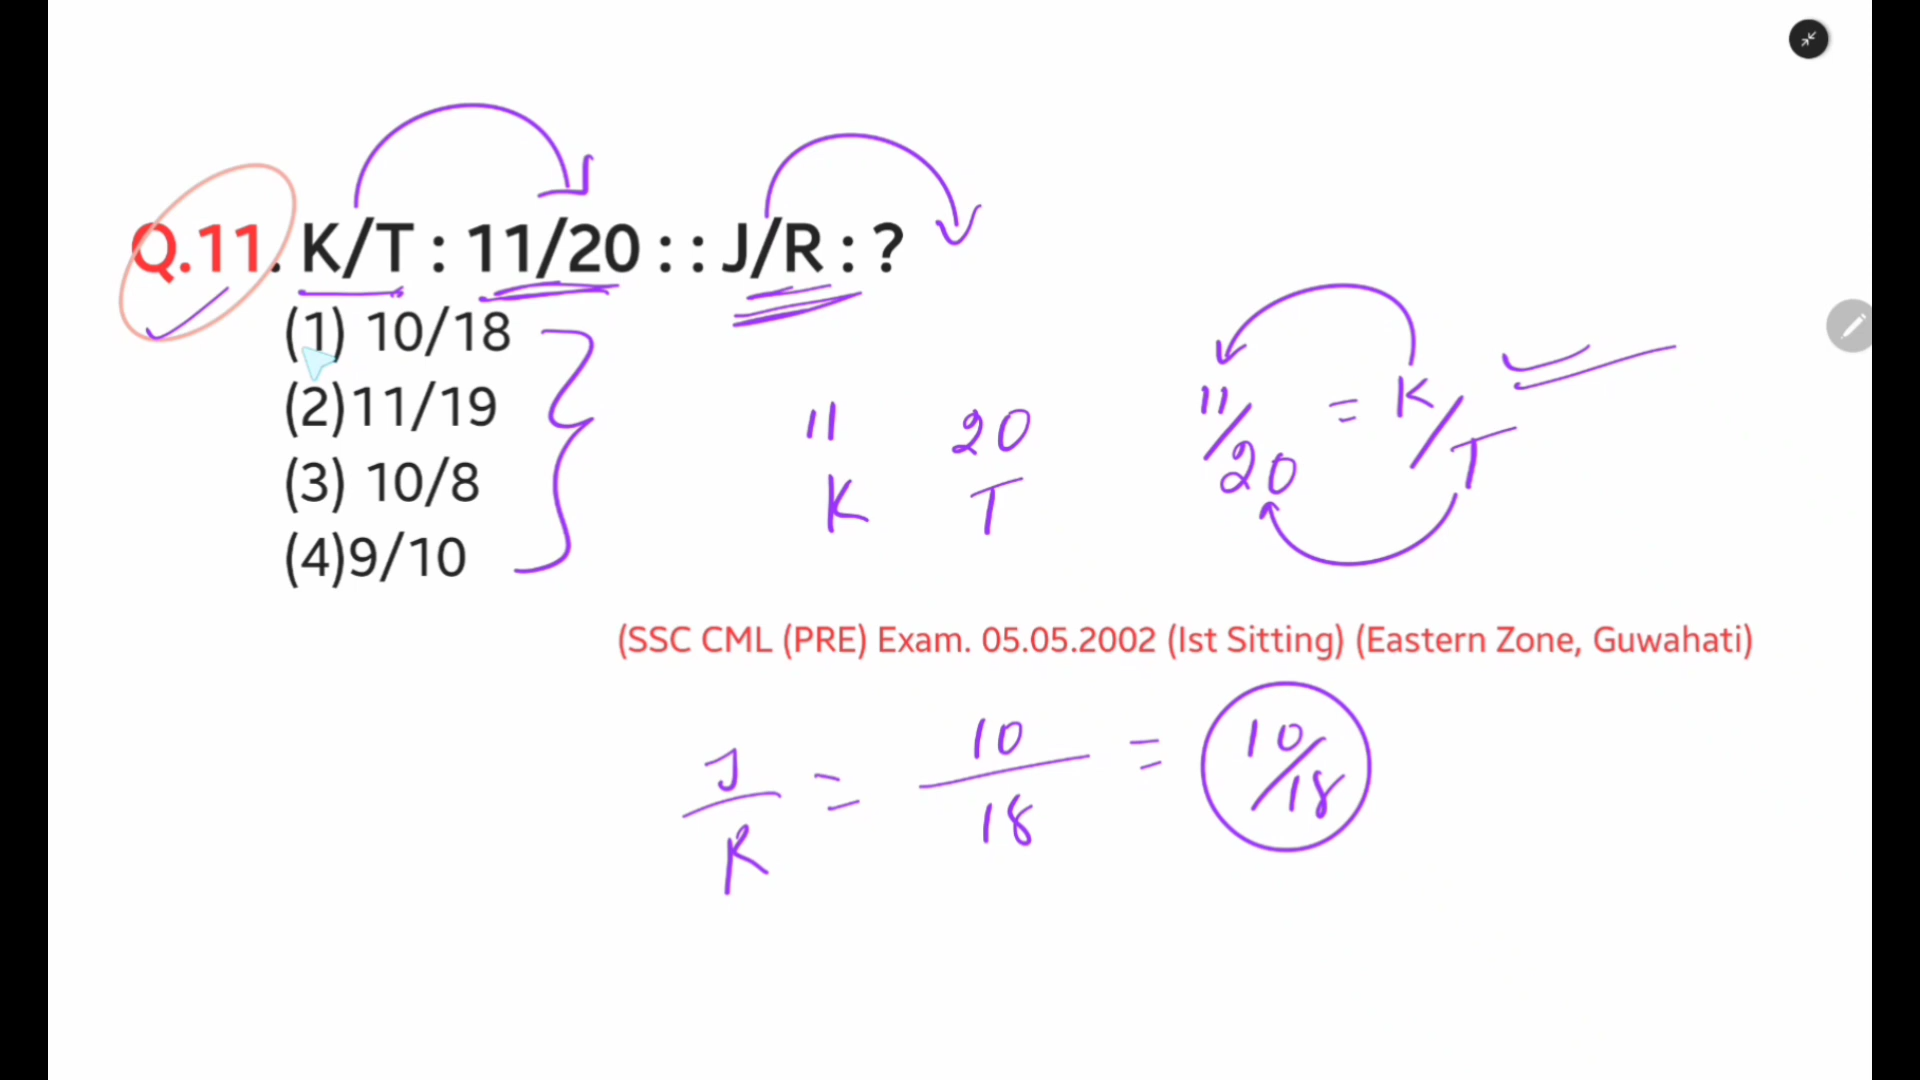 Q.11. K/T : 11/20 : : J/R : ?
(1) 10/18
(2)11/19
(3) 10/8
(4)9/10
11 20
K T
11/20 = K/T
(SSC CML (PRE) Exam. 05.05.2002 (Ist Sitting) (Eastern Zone, Guwahati)
J/R = 10/18 = 10/18